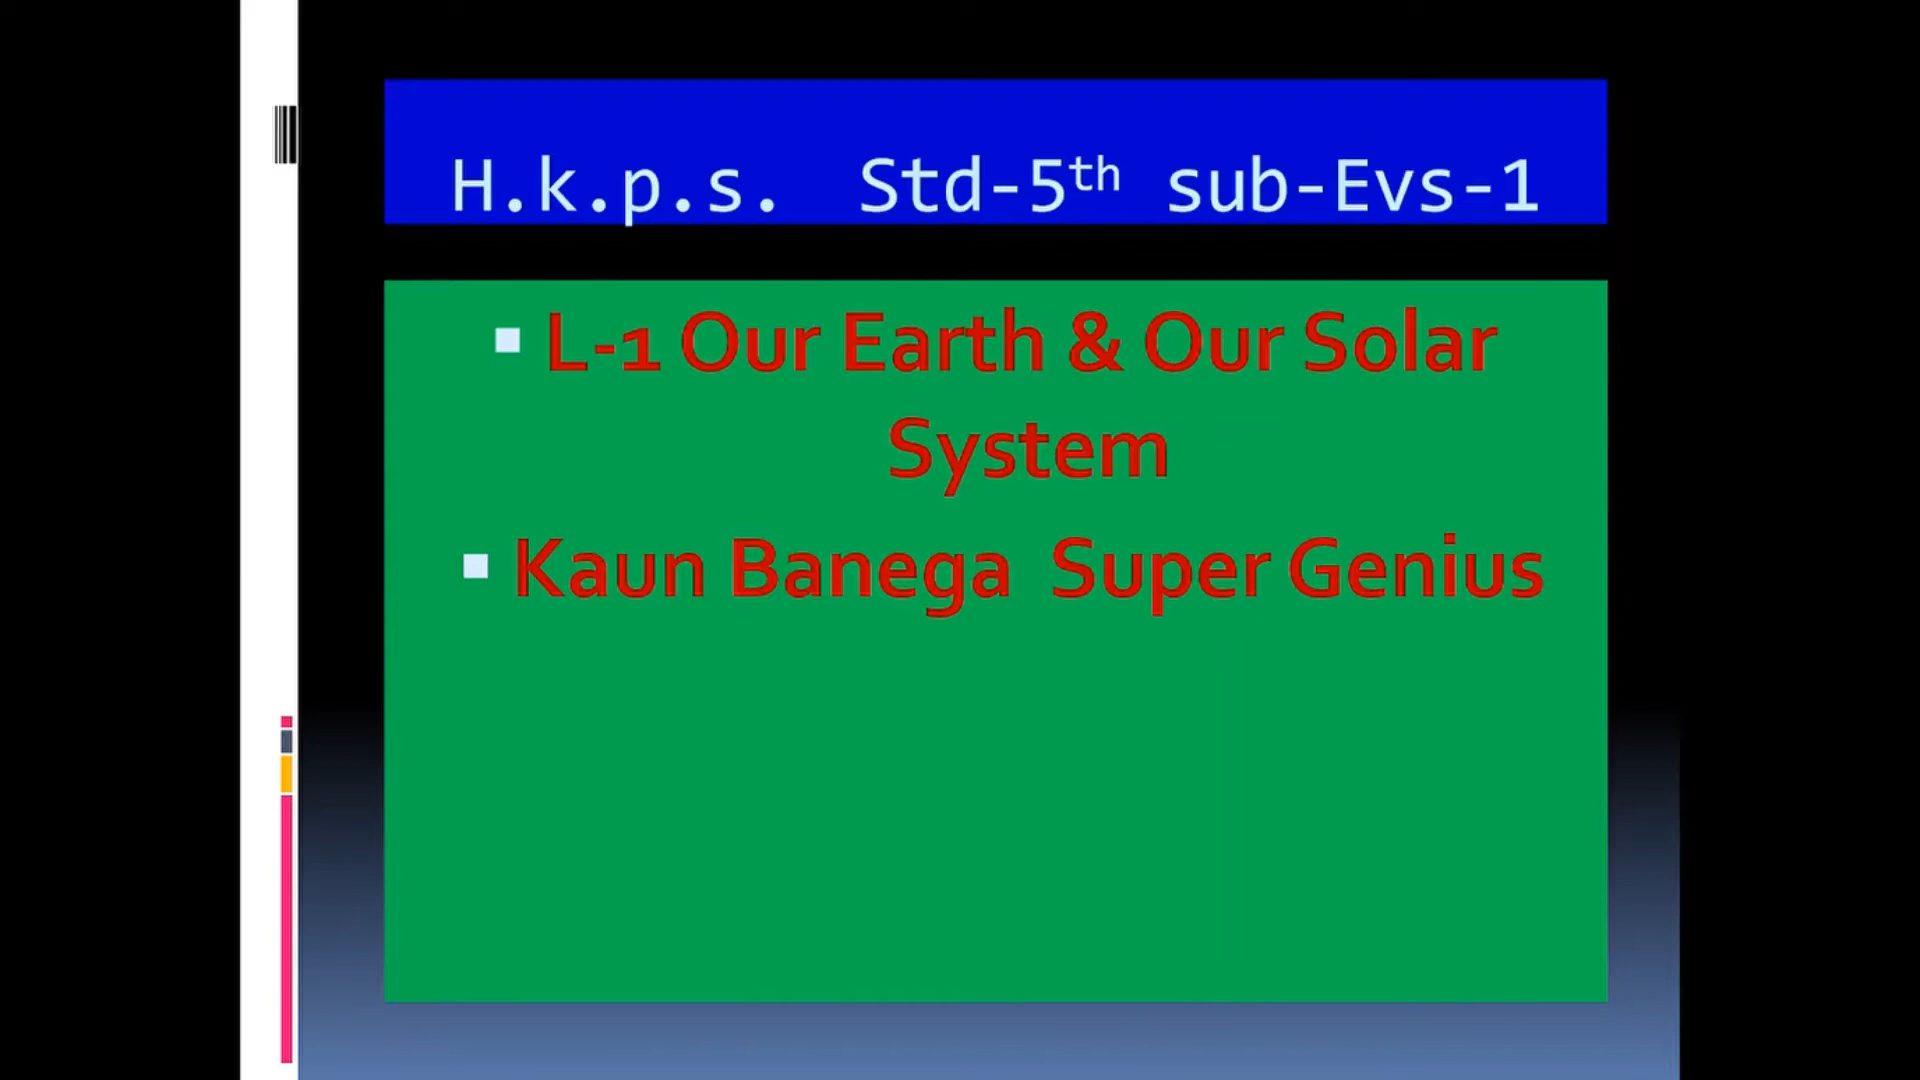 H.k.p.s. Std-5th sub-Evs-1
L-1 Our Earth & Our Solar
System
Kaun Banega Super Genius